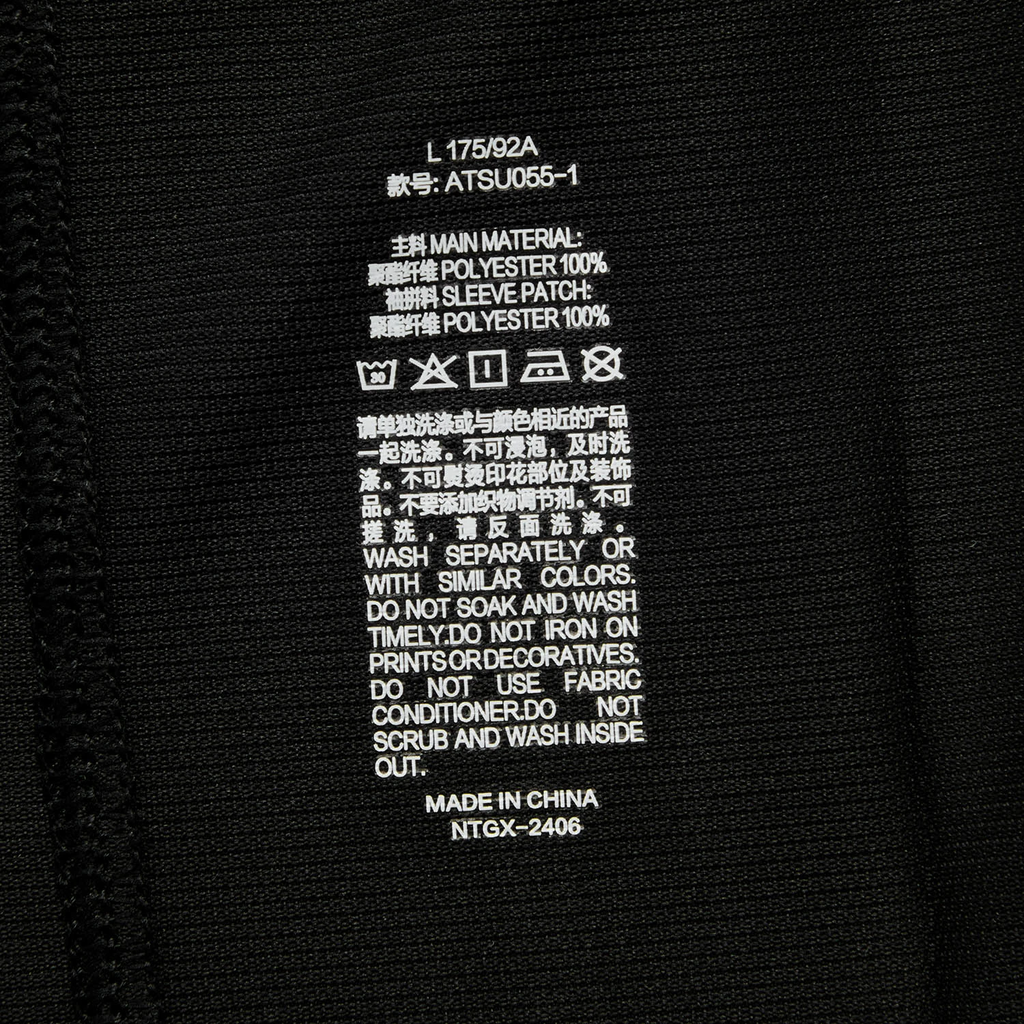 L 175/92A
款号: ATSU055-1
主料 MAIN MATERIAL:
聚酯纤维 POLYESTER 100%
袖拼料 SLEEVE PATCH:
聚酯纤维 POLYESTER 100%
30
请单独洗涤或与颜色相近的产品
一起洗涤。不可浸泡，及时洗
涤。不可熨烫印花部位及装饰
品。不要添加织物调节剂。不可
搓洗，请反面洗涤。
WASH SEPARATELY OR
WITH SIMILAR COLORS.
DO NOT SOAK AND WASH
TIMELY.DO NOT IRON ON
PRINTS OR DECORATIVES.
DO NOT USE FABRIC
CONDITIONER.DO NOT
SCRUB AND WASH INSIDE
OUT.
MADE IN CHINA
NTGX-2406